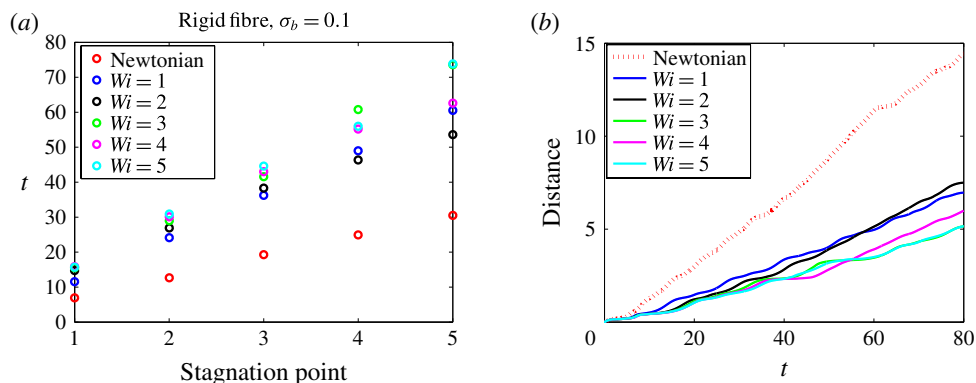 (a)
Rigid fibre, σb = 0.1
80
70
60
50
40
30
20
10
0
t
Newtonian
Wi = 1
Wi = 2
Wi = 3
Wi = 4
Wi = 5
1 2 3 4 5
Stagnation point
(b)
15
10
5
Distance
Newtonian
Wi = 1
Wi = 2
Wi = 3
Wi = 4
Wi = 5
0 20 40 60 80
t